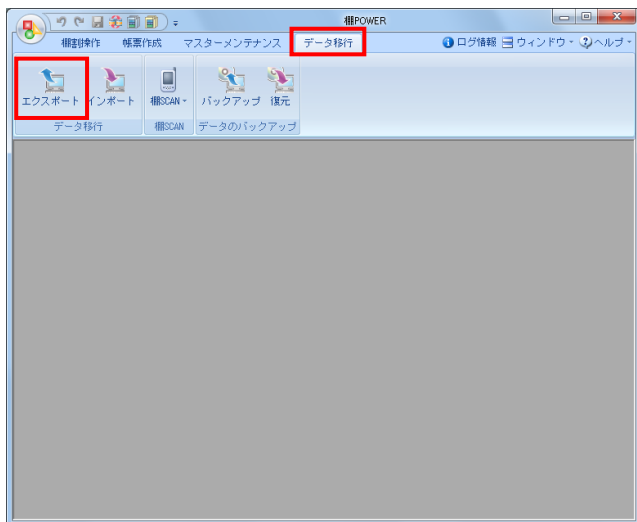 棚POWER
棚割操作 帳票作成 マスターメンテナンス データ移行 ログ情報 ウィンドウ ヘルプ
エクスポート インポート 棚SCAN バックアップ 復元
データ移行 棚SCAN データのバックアップ